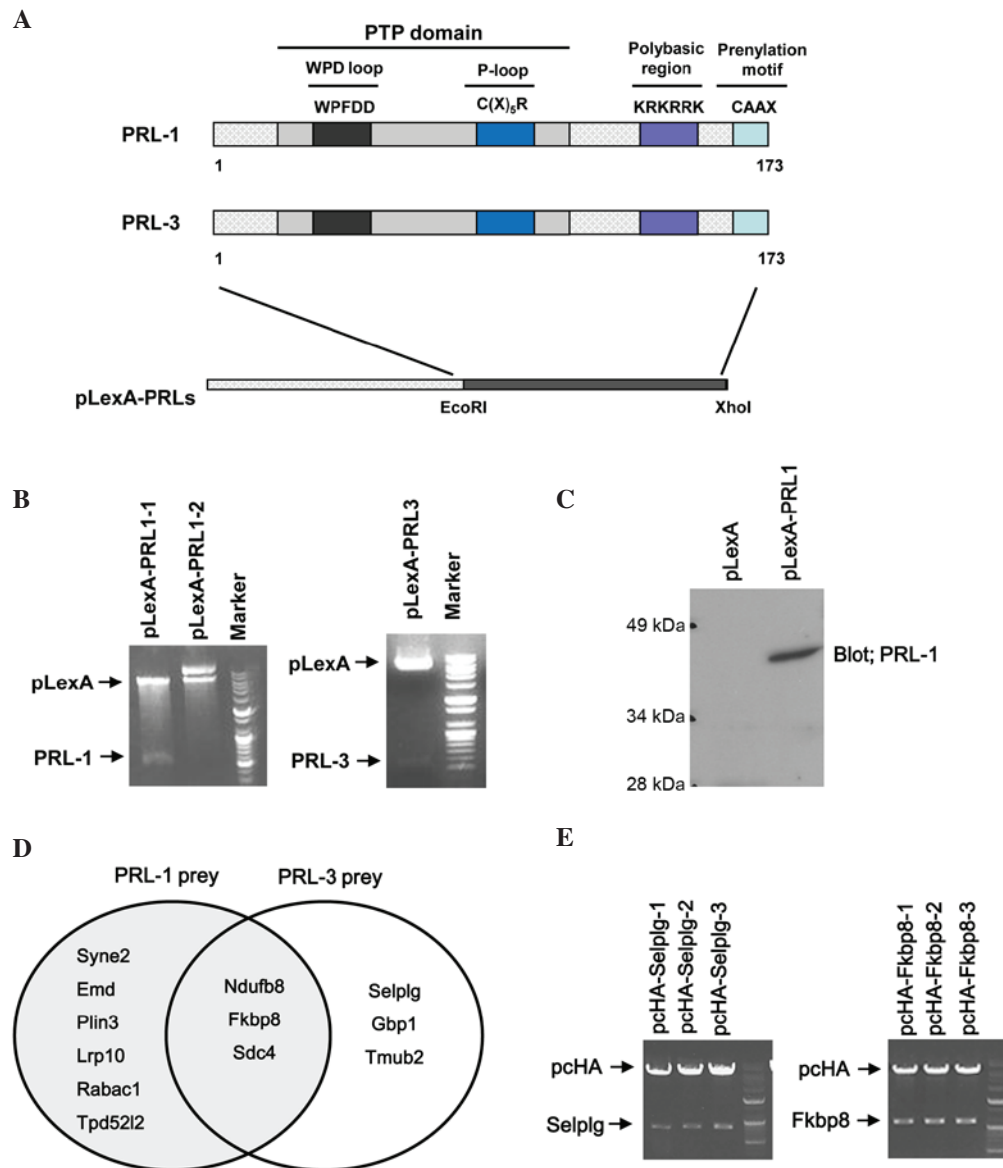 A
PTP domain
WPD loop
P-loop
Polybasic
region
Prenylation
motif
WPFDD
C(X)₅R
KRKRRK
CAAX
PRL-1
1
173
PRL-3
1
173
pLexA-PRLs
EcoRI
XhoI
B
pLexA-PRL1-1
pLexA-PRL1-2
Marker
pLexA
PRL-1
pLexA-PRL3
Marker
pLexA
PRL-3
C
pLexA
pLexA-PRL1
49 kDa
34 kDa
28 kDa
Blot; PRL-1
D
PRL-1 prey
PRL-3 prey
Syne2
Emd
Plin3
Lrp10
Rabac1
Tpd52l2
Ndufb8
Fkbp8
Sdc4
Selplg
Gbp1
Tmub2
E
pcHA-Selplg-1
pcHA-Selplg-2
pcHA-Selplg-3
pcHA
Selplg
pcHA-Fkbp8-1
pcHA-Fkbp8-2
pcHA-Fkbp8-3
pcHA
Fkbp8